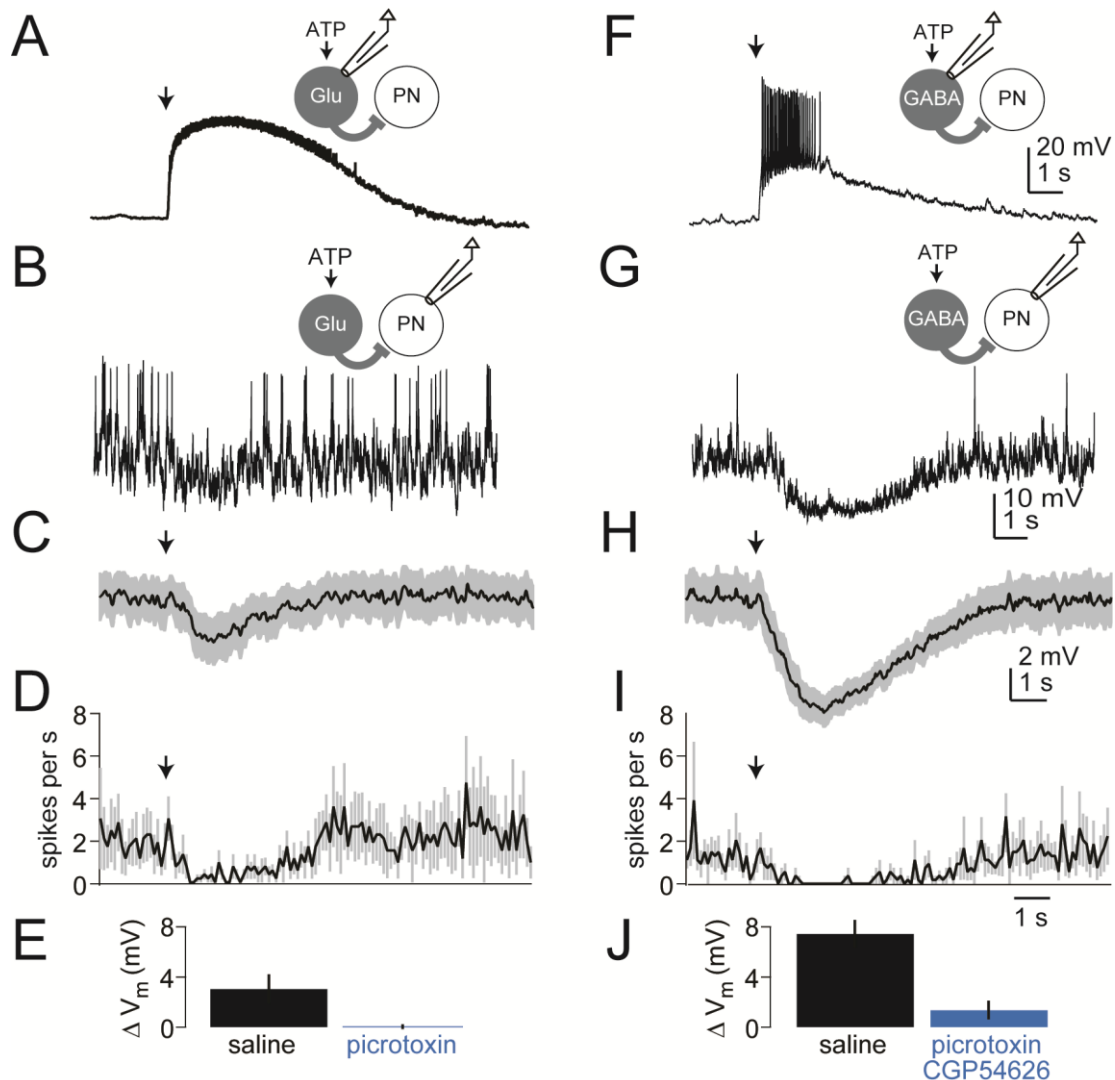 A
ATP
Glu
PN
F
ATP
GABA
PN
20 mV
1 s
B
ATP
Glu
PN
G
ATP
GABA
PN
10 mV
1 s
C
H
2 mV
1 s
D
spikes per s
8
6
4
2
0
I
spikes per s
8
6
4
2
0
1 s
E
Δ Vm (mV)
8
4
0
saline
picrotoxin
J
Δ Vm (mV)
8
4
0
saline
picrotoxin
CGP54626